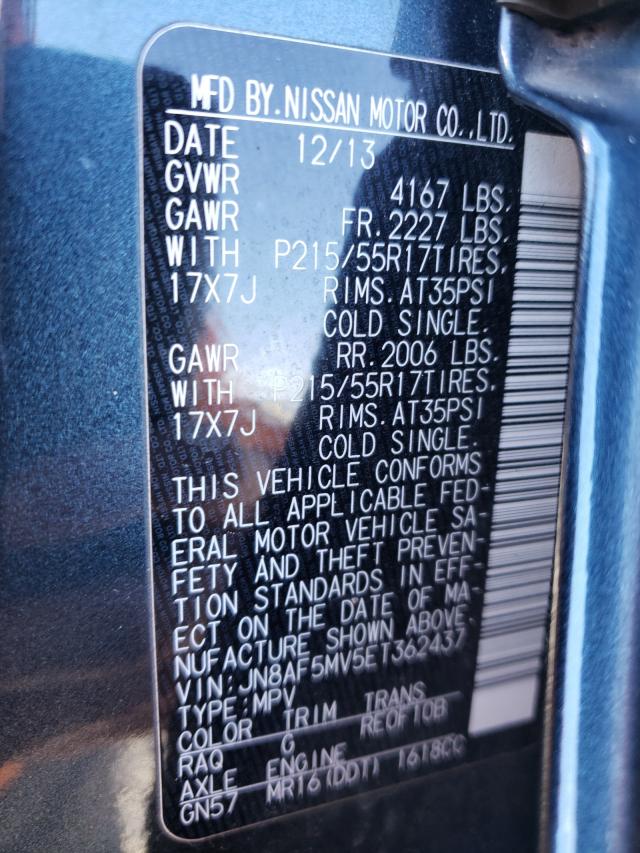 MFD BY.NISSAN MOTOR CO.,LTD.
DATE 12/13
GVWR 4167 LBS.
GAWR FR.2227 LBS.
WITH P215/55R17TIRES,
17X7J RIMS.AT35PSI
COLD SINGLE.
GAWR RR.2006 LBS.
WITH P215/55R17TIRES,
17X7J RIMS.AT35PSI
COLD SINGLE.
THIS VEHICLE CONFORMS
TO ALL APPLICABLE FED-
ERAL MOTOR VEHICLE SA-
FETY AND THEFT PREVEN-
TION STANDARDS IN EFF-
ECT ON THE DATE OF MA-
NUFACTURE SHOWN ABOVE.
VIN:JN8AF5MV5ET362437
TYPE:MPV
COLOR TRIM TRANS
RAQ G RE0F10B
AXLE ENGINE
GN57 MR16(DDT) 1618CC